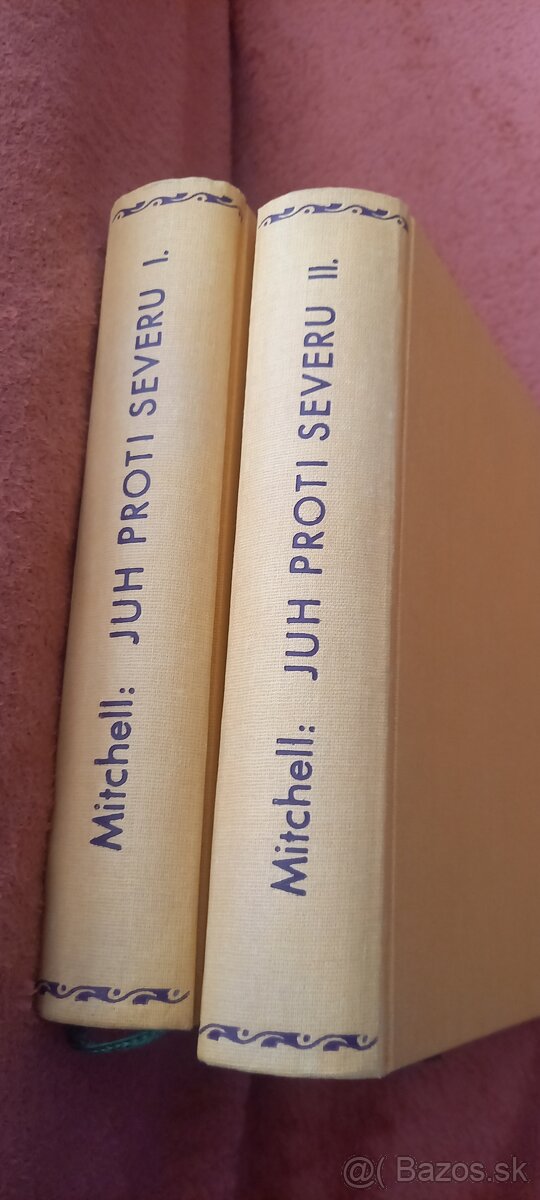 Mitchell: JUH PROTI SEVERU I.
Mitchell: JUH PROTI SEVERU II.
@( Bazos.sk